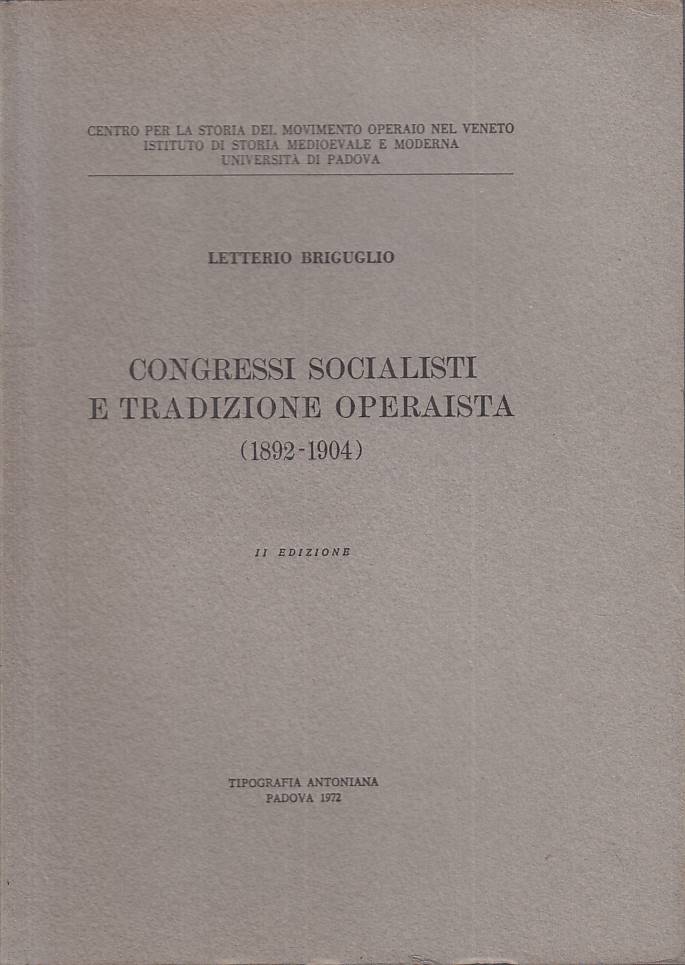 CENTRO PER LA STORIA DEL MOVIMENTO OPERAIO NEL VENETO
ISTITUTO DI STORIA MEDIOEVALE E MODERNA
UNIVERSITÀ DI PADOVA
LETTERIO BRIGUGLIO
CONGRESSI SOCIALISTI
E TRADIZIONE OPERAISTA
(1892-1904)
II EDIZIONE
TIPOGRAFIA ANTONIANA
PADOVA 1972